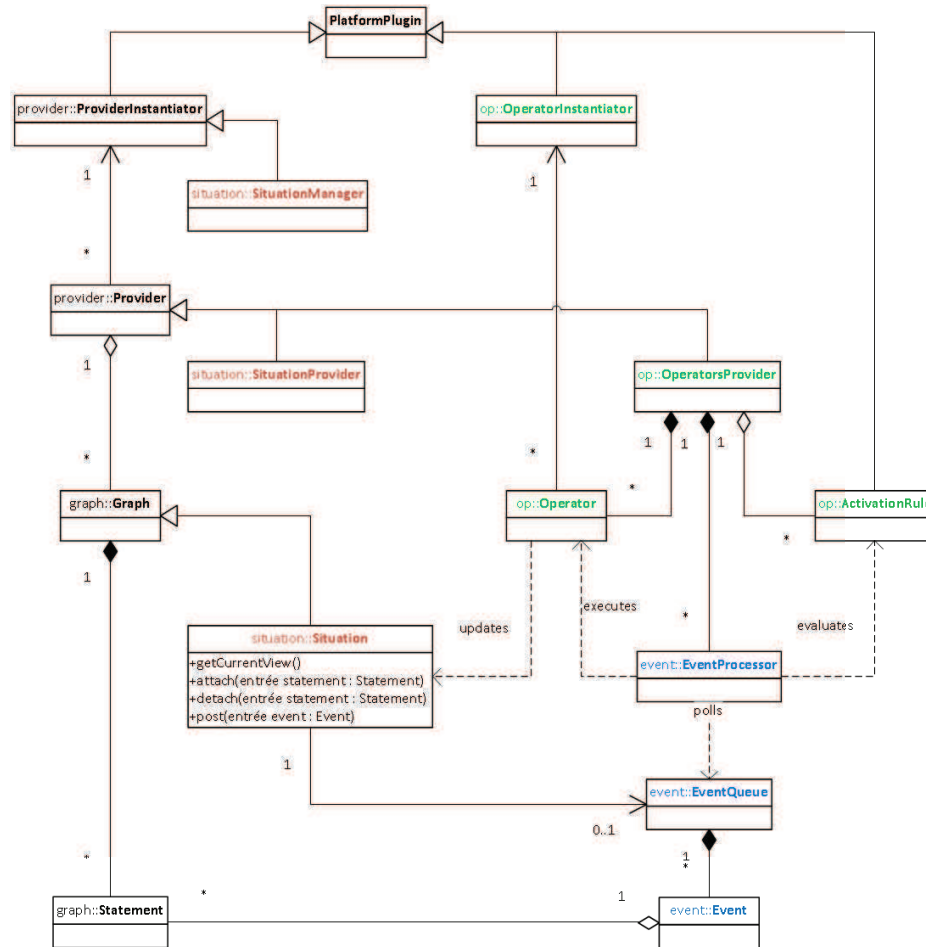 PlatformPlugin
provider::ProviderInstantiator
op::OperatorInstantiator
1
1
situation::SituationManager
*
provider::Provider
1
situation::SituationProvider
op::OperatorsProvider
1
1
1
*
*
*
graph::Graph
op::Operator
op::ActivationRule
*
1
executes
*
updates
evaluates
situation::Situation
+getCurrentView()
+attach(entrée statement : Statement)
+detach(entrée statement : Statement)
+post(entrée event : Event)
event::EventProcessor
polls
1
event::EventQueue
0..1
*
1
*
*
1
graph::Statement
event::Event